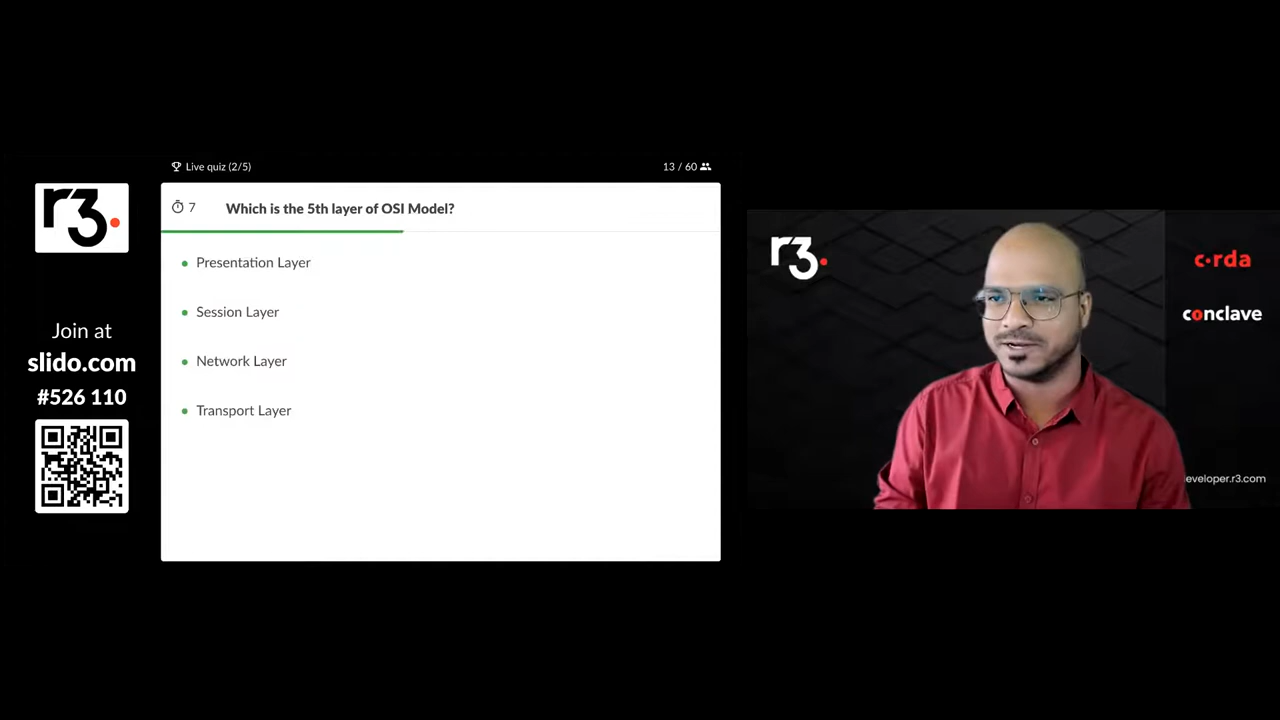 Live quiz (2/5)
13 / 60
r3.
7
Which is the 5th layer of OSI Model?
Presentation Layer
Session Layer
Network Layer
Transport Layer
Join at
slido.com
#526 110
r3.
c·rda
conclave
eveloper.r3.com